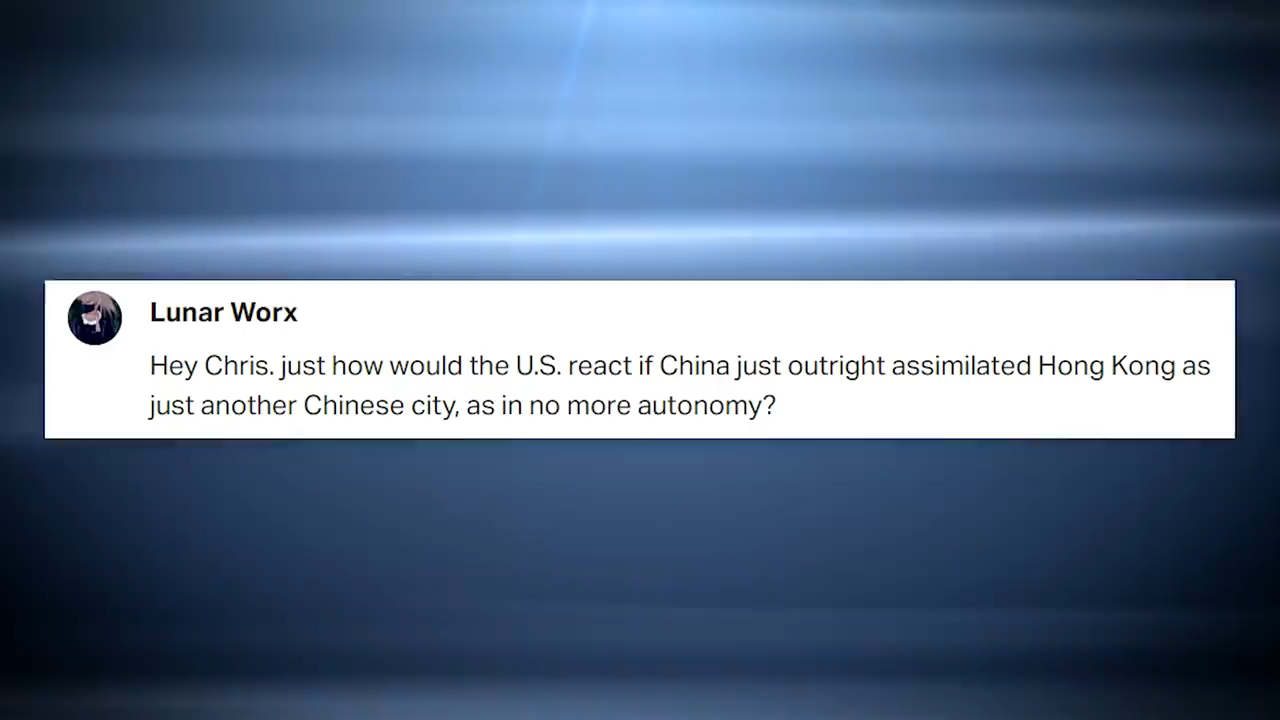 Lunar Worx
Hey Chris. just how would the U.S. react if China just outright assimilated Hong Kong as
just another Chinese city, as in no more autonomy?